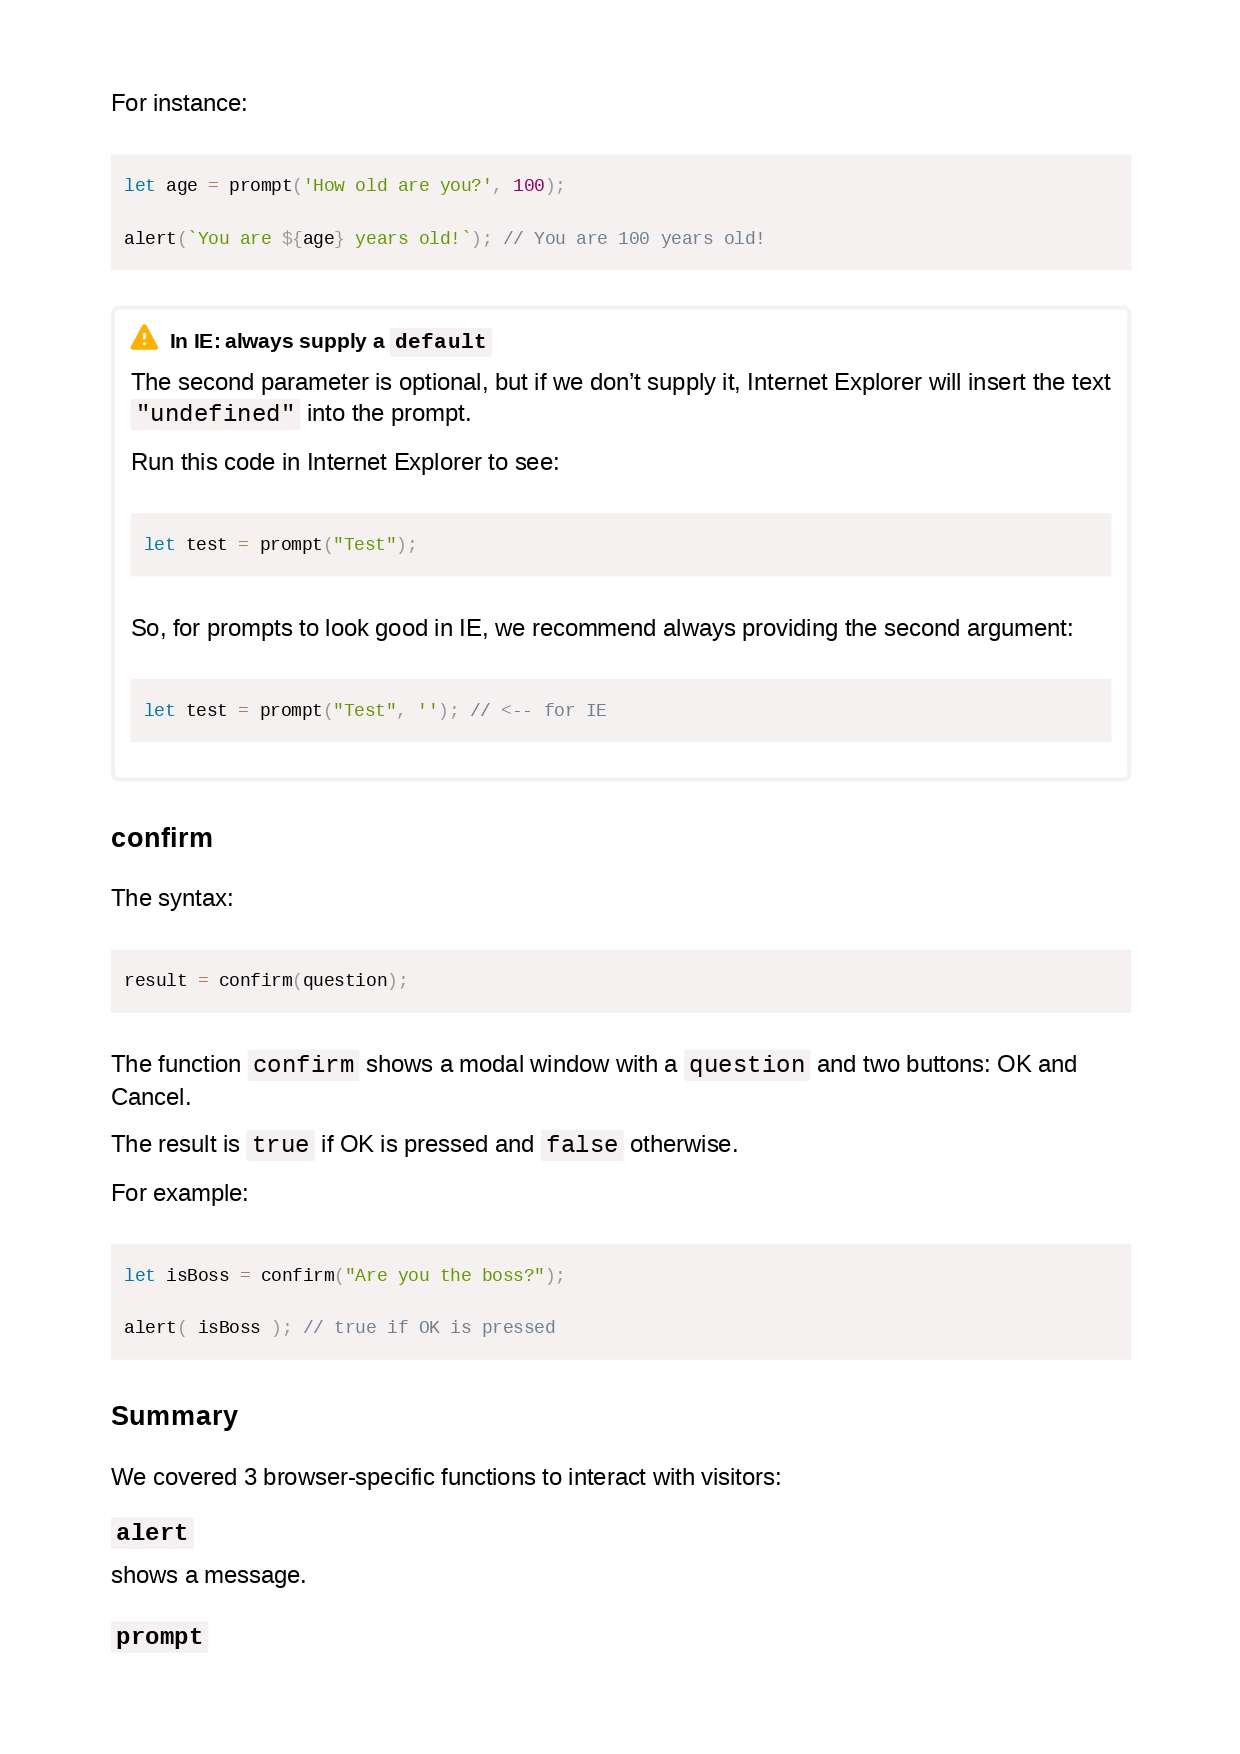 For instance:
let age = prompt('How old are you?', 100);
alert(`You are ${age} years old!`); // You are 100 years old!
In IE: always supply a default
The second parameter is optional, but if we don’t supply it, Internet Explorer will insert the text
"undefined" into the prompt.
Run this code in Internet Explorer to see:
let test = prompt("Test");
So, for prompts to look good in IE, we recommend always providing the second argument:
let test = prompt("Test", ''); // <-- for IE
confirm
The syntax:
result = confirm(question);
The function confirm shows a modal window with a question and two buttons: OK and
Cancel.
The result is true if OK is pressed and false otherwise.
For example:
let isBoss = confirm("Are you the boss?");
alert( isBoss ); // true if OK is pressed
Summary
We covered 3 browser-specific functions to interact with visitors:
alert
shows a message.
prompt